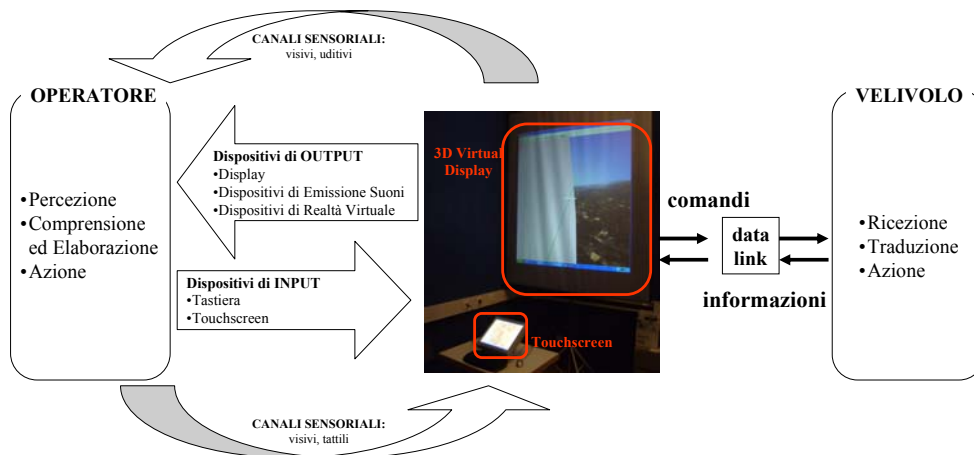 CANALI SENSORIALI:
visivi, uditivi
OPERATORE
•Percezione
•Comprensione
ed Elaborazione
•Azione
Dispositivi di OUTPUT
•Display
•Dispositivi di Emissione Suoni
•Dispositivi di Realtà Virtuale
Dispositivi di INPUT
•Tastiera
•Touchscreen
3D Virtual
Display
Touchscreen
comandi
data
link
informazioni
VELIVOLO
•Ricezione
•Traduzione
•Azione
CANALI SENSORIALI:
visivi, tattili